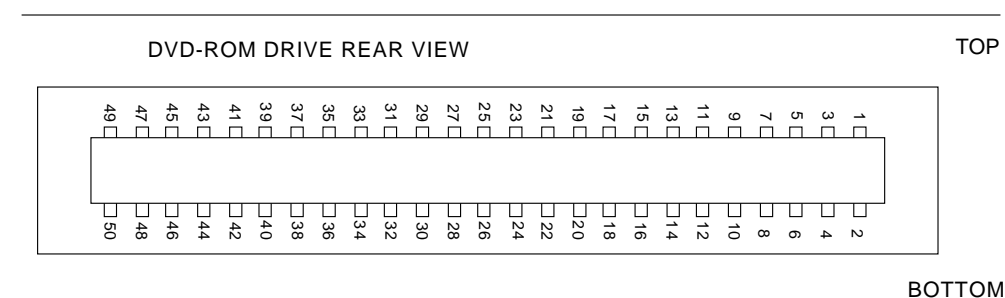 DVD-ROM DRIVE REAR VIEW
TOP
49 47 45 43 41 39 37 35 33 31 29 27 25 23 21 19 17 15 13 11 9 7 5 3 1
50 48 46 44 42 40 38 36 34 32 30 28 26 24 22 20 18 16 14 12 10 8 6 4 2
BOTTOM